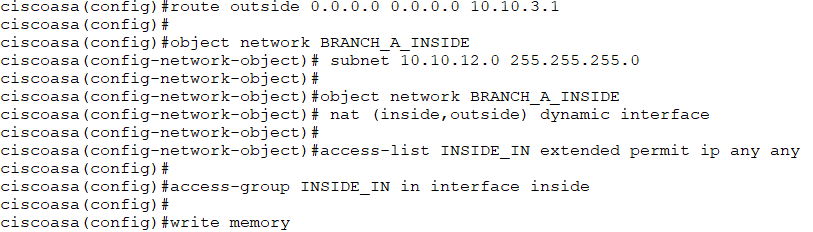 ciscoasa(config)#route outside 0.0.0.0 0.0.0.0 10.10.3.1
ciscoasa(config)#
ciscoasa(config)#object network BRANCH_A_INSIDE
ciscoasa(config-network-object)# subnet 10.10.12.0 255.255.255.0
ciscoasa(config-network-object)#
ciscoasa(config-network-object)#object network BRANCH_A_INSIDE
ciscoasa(config-network-object)# nat (inside,outside) dynamic interface
ciscoasa(config-network-object)#
ciscoasa(config-network-object)#access-list INSIDE_IN extended permit ip any any
ciscoasa(config)#
ciscoasa(config)#access-group INSIDE_IN in interface inside
ciscoasa(config)#
ciscoasa(config)#write memory